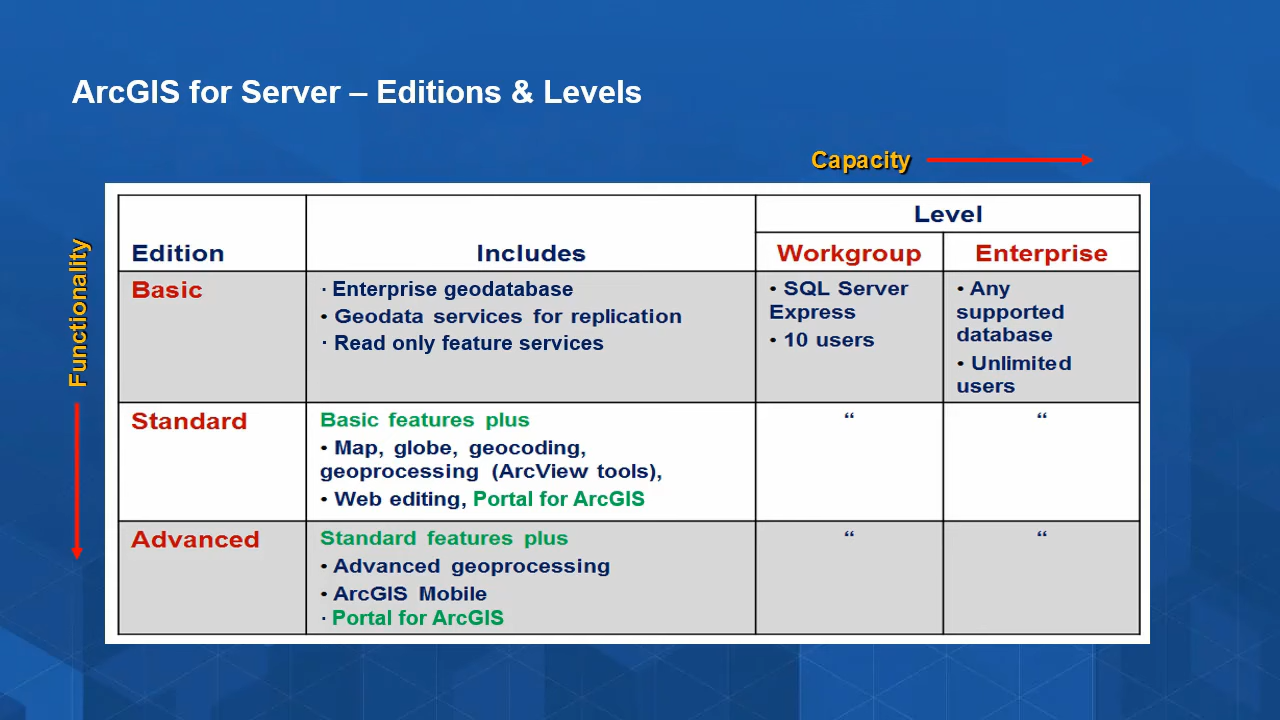 ArcGIS for Server – Editions & Levels
Capacity
Functionality
Level
Edition
Includes
Workgroup
Enterprise
Basic
· Enterprise geodatabase
• Geodata services for replication
· Read only feature services
• SQL Server
Express
• 10 users
• Any
supported
database
• Unlimited
users
Standard
Basic features plus
• Map, globe, geocoding,
geoprocessing (ArcView tools),
• Web editing, Portal for ArcGIS
“
“
Advanced
Standard features plus
• Advanced geoprocessing
• ArcGIS Mobile
· Portal for ArcGIS
“
“